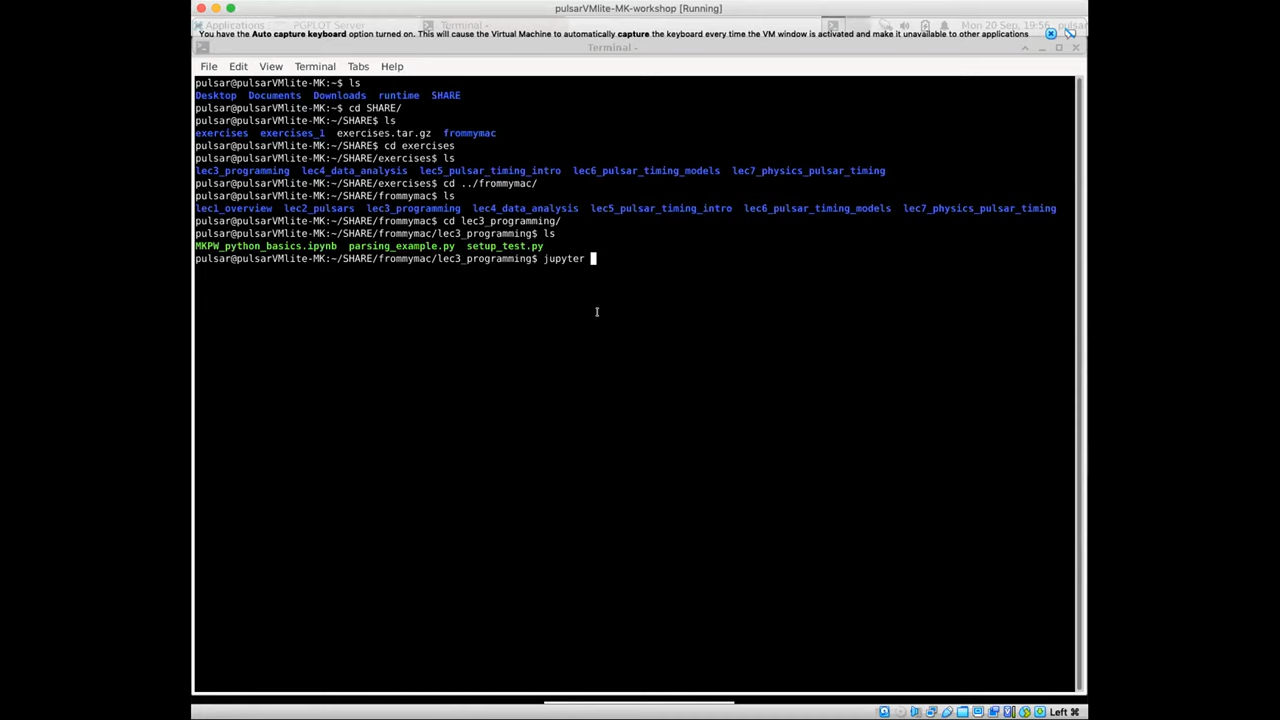 pulsarVMlite-MK-workshop [Running]
Applications PGPLOT Server Terminal - Mon 20 Sep, 19:56 pulsar
You have the Auto capture keyboard option turned on. This will cause the Virtual Machine to automatically capture the keyboard every time the VM window is activated and make it unavailable to other applications
Terminal -
File Edit View Terminal Tabs Help
pulsar@pulsarVMlite-MK:~$ ls
Desktop Documents Downloads runtime SHARE
pulsar@pulsarVMlite-MK:~$ cd SHARE/
pulsar@pulsarVMlite-MK:~/SHARE$ ls
exercises exercises_1 exercises.tar.gz frommymac
pulsar@pulsarVMlite-MK:~/SHARE$ cd exercises
pulsar@pulsarVMlite-MK:~/SHARE/exercises$ ls
lec3_programming lec4_data_analysis lec5_pulsar_timing_intro lec6_pulsar_timing_models lec7_physics_pulsar_timing
pulsar@pulsarVMlite-MK:~/SHARE/exercises$ cd ../frommymac/
pulsar@pulsarVMlite-MK:~/SHARE/frommymac$ ls
lec1_overview lec2_pulsars lec3_programming lec4_data_analysis lec5_pulsar_timing_intro lec6_pulsar_timing_models lec7_physics_pulsar_timing
pulsar@pulsarVMlite-MK:~/SHARE/frommymac$ cd lec3_programming/
pulsar@pulsarVMlite-MK:~/SHARE/frommymac/lec3_programming$ ls
MKPW_python_basics.ipynb parsing_example.py setup_test.py
pulsar@pulsarVMlite-MK:~/SHARE/frommymac/lec3_programming$ jupyter
Left ⌘